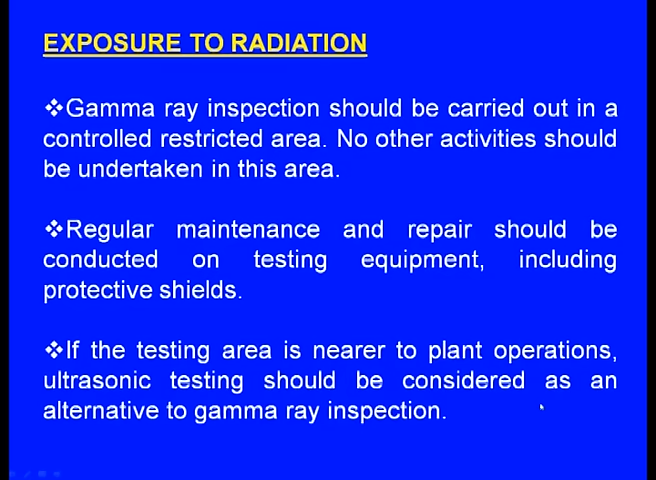 EXPOSURE TO RADIATION
❖Gamma ray inspection should be carried out in a
controlled restricted area. No other activities should
be undertaken in this area.
❖Regular maintenance and repair should be
conducted on testing equipment, including
protective shields.
❖If the testing area is nearer to plant operations,
ultrasonic testing should be considered as an
alternative to gamma ray inspection.